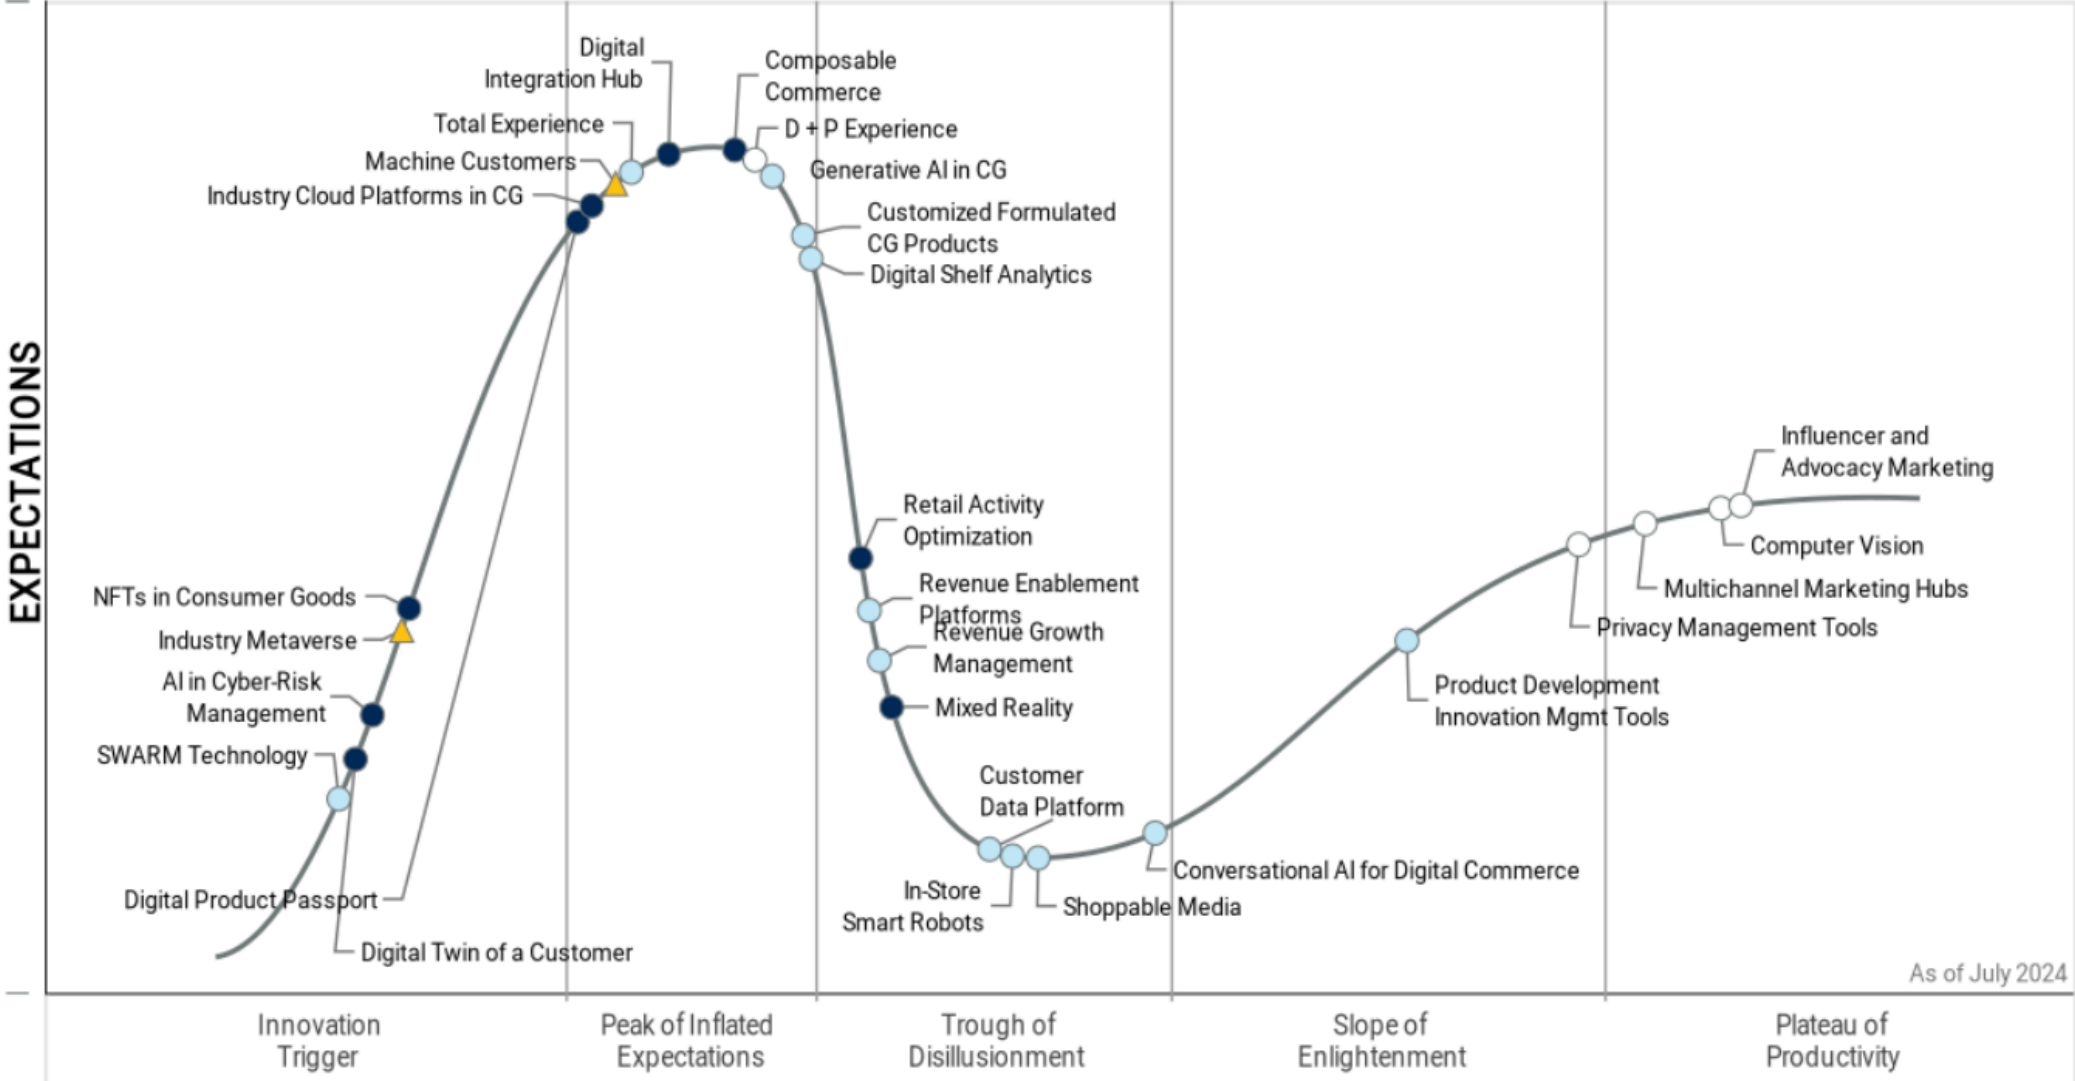 EXPECTATIONS
Digital
Integration Hub
Composable
Commerce
Total Experience
D + P Experience
Machine Customers
Generative AI in CG
Industry Cloud Platforms in CG
Customized Formulated
CG Products
Digital Shelf Analytics
Influencer and
Advocacy Marketing
Retail Activity
Optimization
Computer Vision
Revenue Enablement
Platforms
Multichannel Marketing Hubs
NFTs in Consumer Goods
Revenue Growth
Management
Privacy Management Tools
Industry Metaverse
AI in Cyber-Risk
Management
Product Development
Innovation Mgmt Tools
Mixed Reality
SWARM Technology
Customer
Data Platform
Conversational AI for Digital Commerce
In-Store
Smart Robots
Shoppable Media
Digital Product Passport
Digital Twin of a Customer
As of July 2024
Innovation
Trigger
Peak of Inflated
Expectations
Trough of
Disillusionment
Slope of
Enlightenment
Plateau of
Productivity